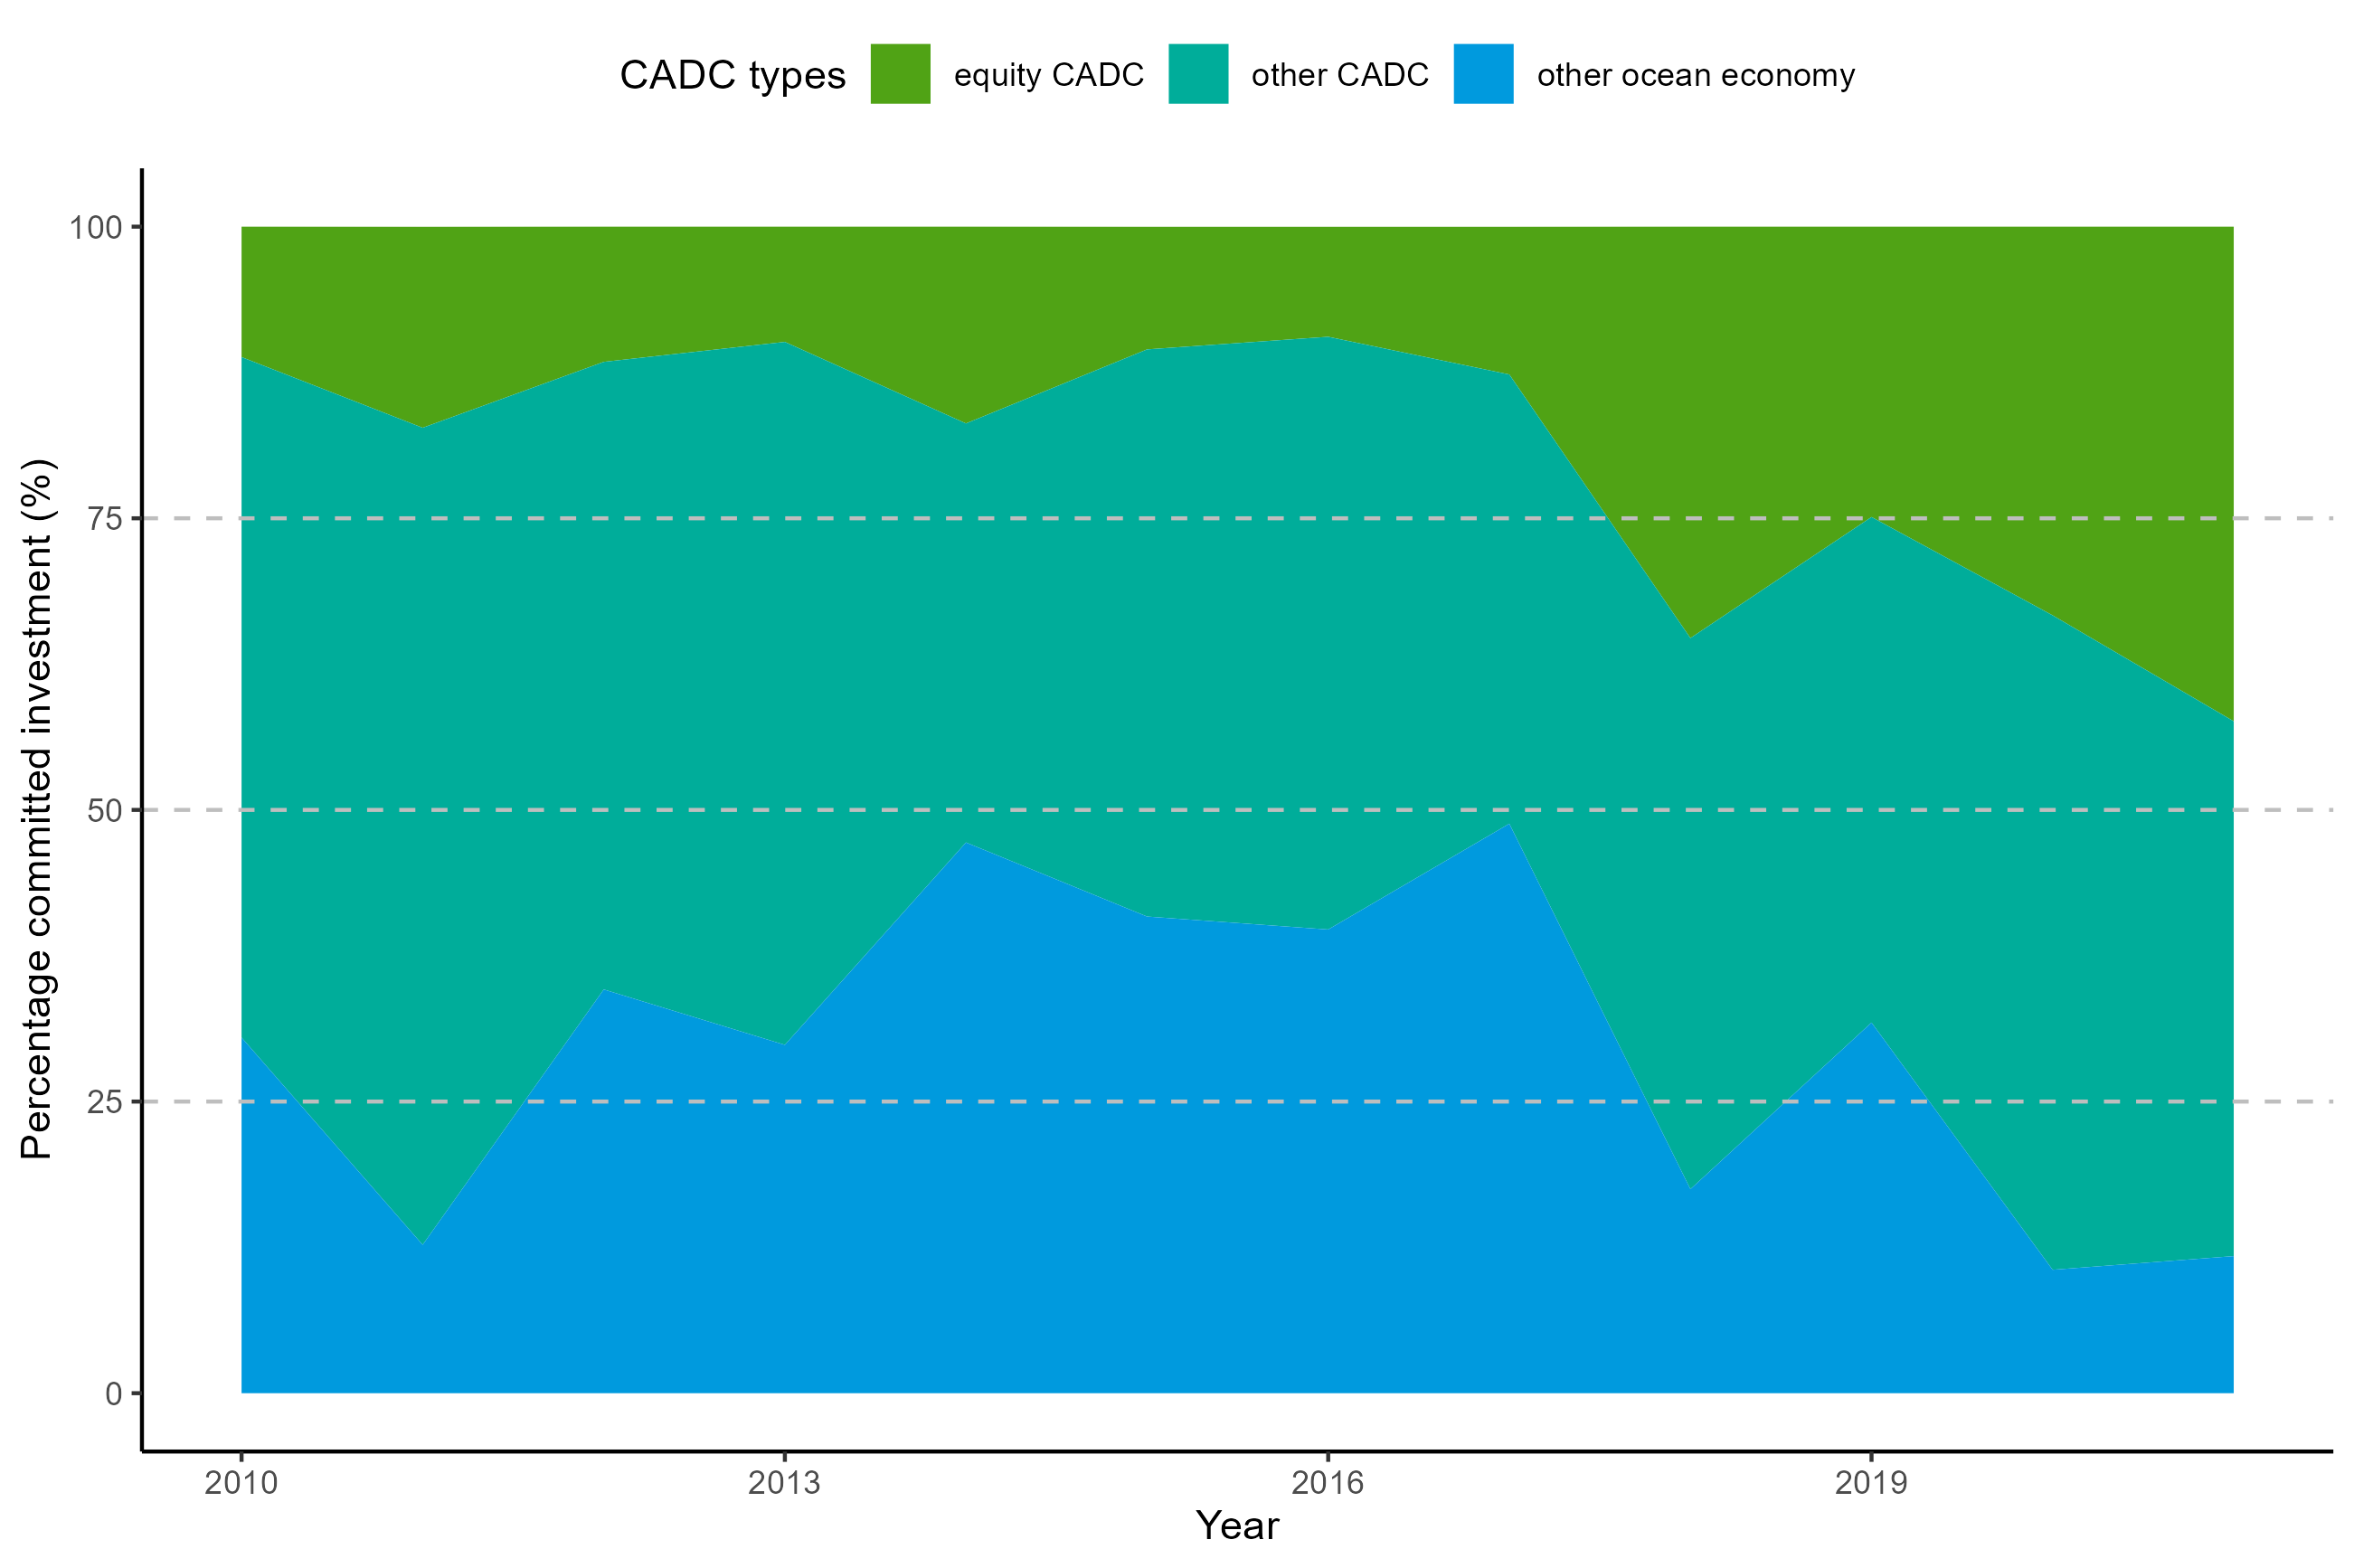 CADC types equity CADC other CADC other ocean economy
Percentage committed investment (%)
100
75
50
25
0
2010 2013 2016 2019
Year